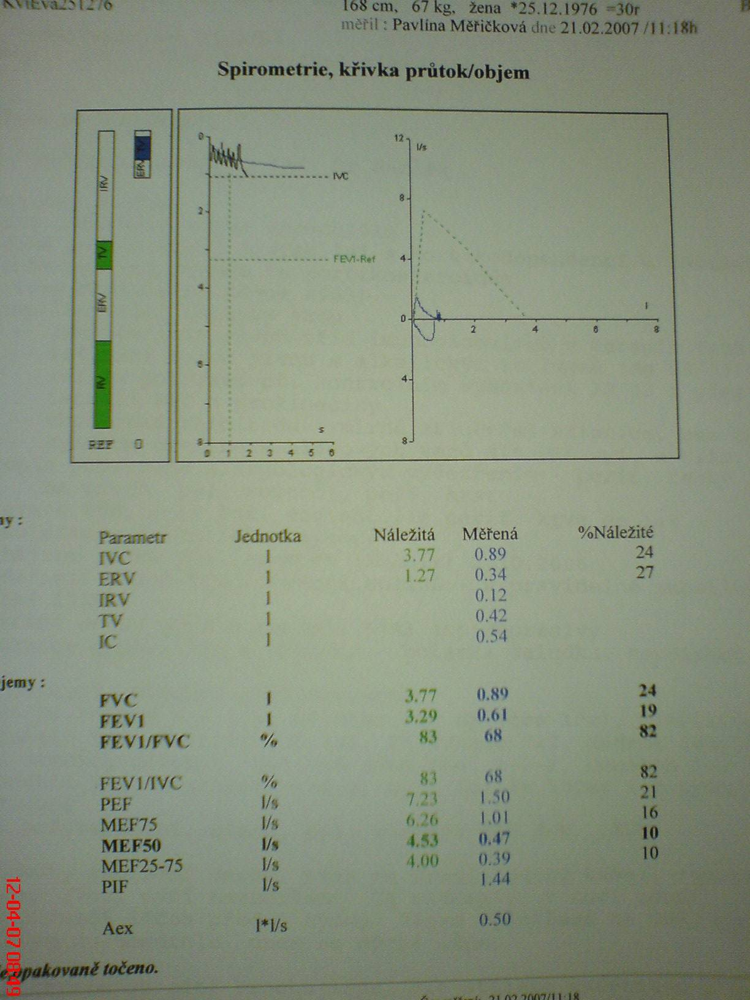 KviEva251276
168 cm, 67 kg, žena *25.12.1976 =30r
měřil : Pavlína Měřičková dne 21.02.2007 /11:18h
Spirometrie, křivka průtok/objem
IRV
TV
ERV
RV
REF
TV
ERV
0
0
2
4
6
8
0 1 2 3 4 5 6
s
IVC
FEV1-Ref
12
l/s
8
4
0
4
8
2 4 6 8
l
ny :
Parametr Jednotka Náležitá Měřená %Náležité
IVC l 3.77 0.89 24
ERV l 1.27 0.34 27
IRV l 0.12
TV l 0.42
IC l 0.54
jemy :
FVC l 3.77 0.89 24
FEV1 l 3.29 0.61 19
FEV1/FVC % 83 68 82
FEV1/IVC % 83 68 82
PEF l/s 7.23 1.50 21
MEF75 l/s 6.26 1.01 16
MEF50 l/s 4.53 0.47 10
MEF25-75 l/s 4.00 0.39 10
PIF l/s 1.44
Aex l*l/s 0.50
opakovaně točeno.
21.02.2007/11:18
12-04-07 08:49